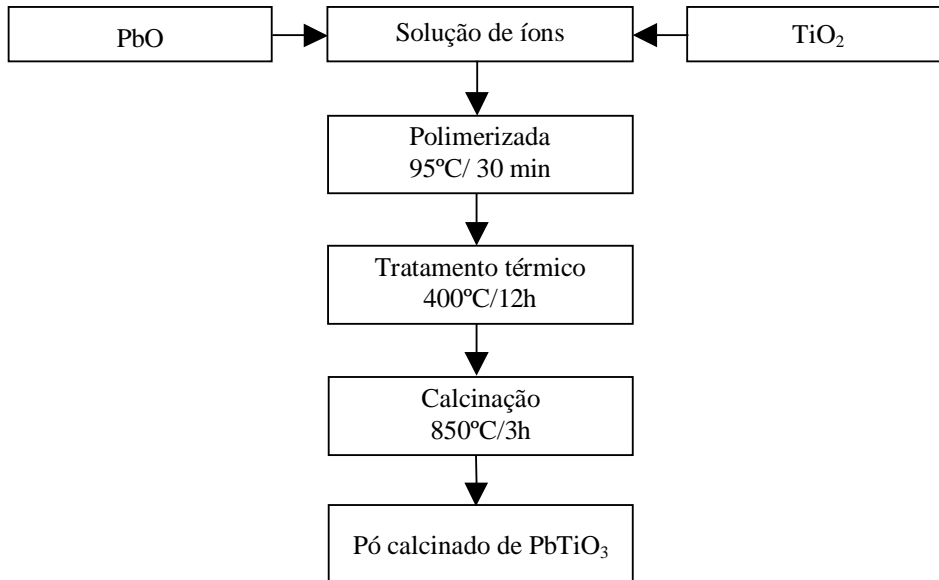 PbO
Solução de íons
TiO₂
Polimerizada
95ºC/ 30 min
Tratamento térmico
400ºC/12h
Calcinação
850ºC/3h
Pó calcinado de PbTiO₃